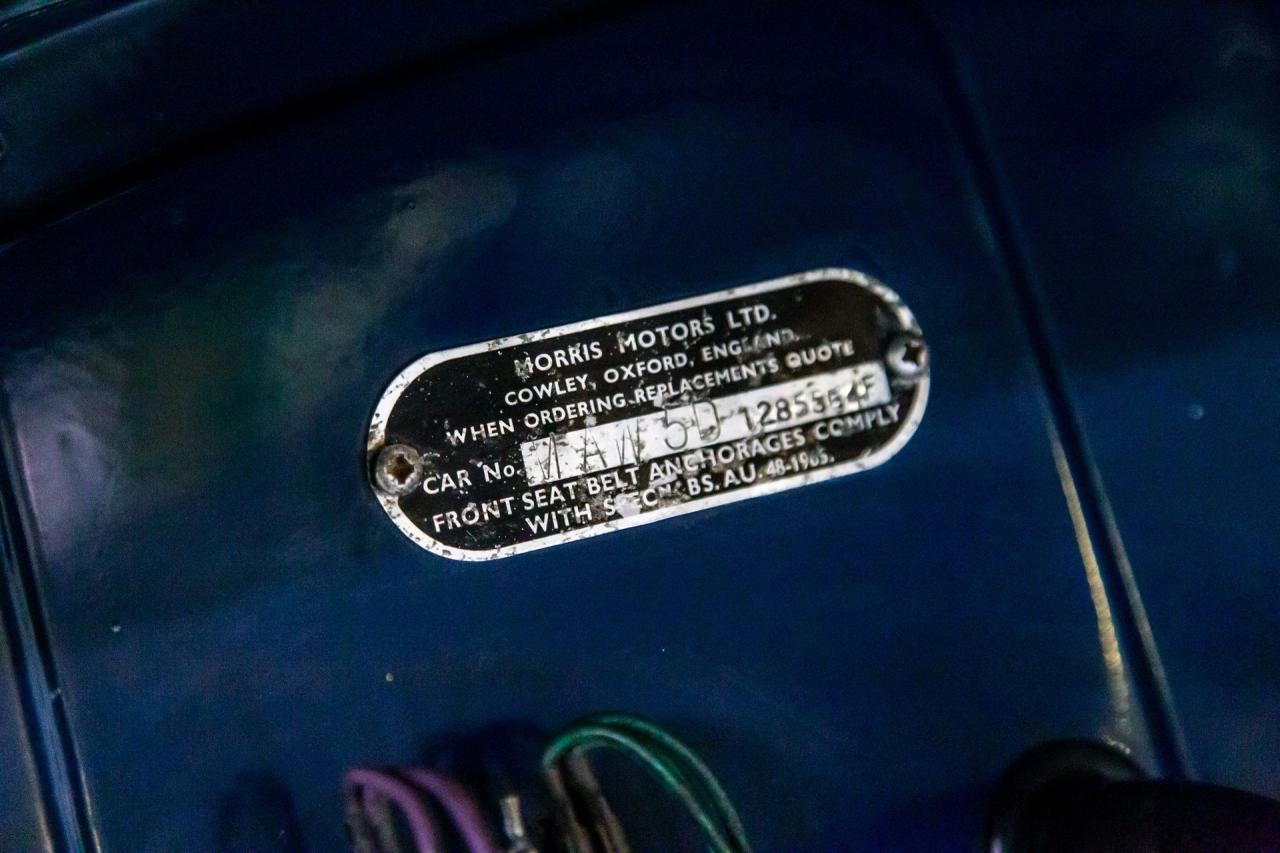 MORRIS MOTORS LTD.
COWLEY, OXFORD, ENGLAND.
WHEN ORDERING REPLACEMENTS QUOTE
CAR No. MAW 5D
FRONT SEAT BELT ANCHORAGES COMPLY
WITH BS. AU. 48-1965.